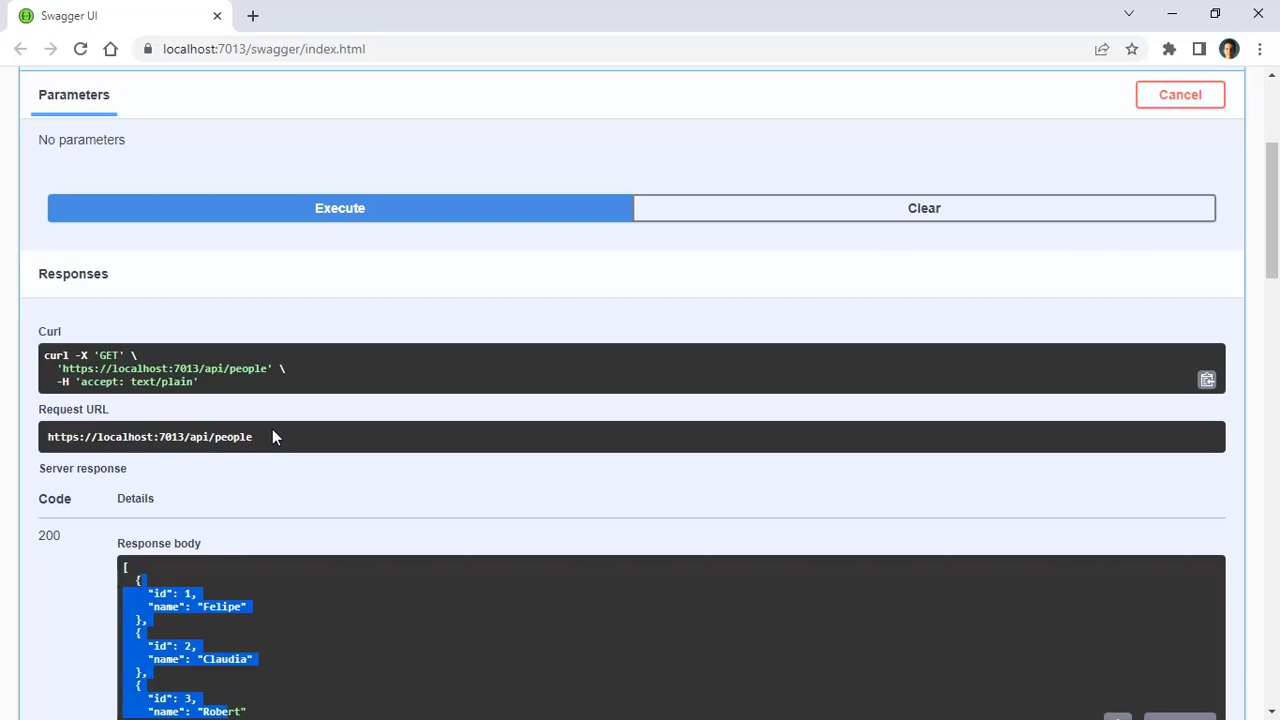 Swagger UI
localhost:7013/swagger/index.html
Parameters
Cancel
No parameters
Execute
Clear
Responses
Curl
curl -X 'GET' \
'https://localhost:7013/api/people' \
-H 'accept: text/plain'
Request URL
https://localhost:7013/api/people
Server response
Code
Details
200
Response body
[
{
"id": 1,
"name": "Felipe"
},
{
"id": 2,
"name": "Claudia"
},
{
"id": 3,
"name": "Robert"